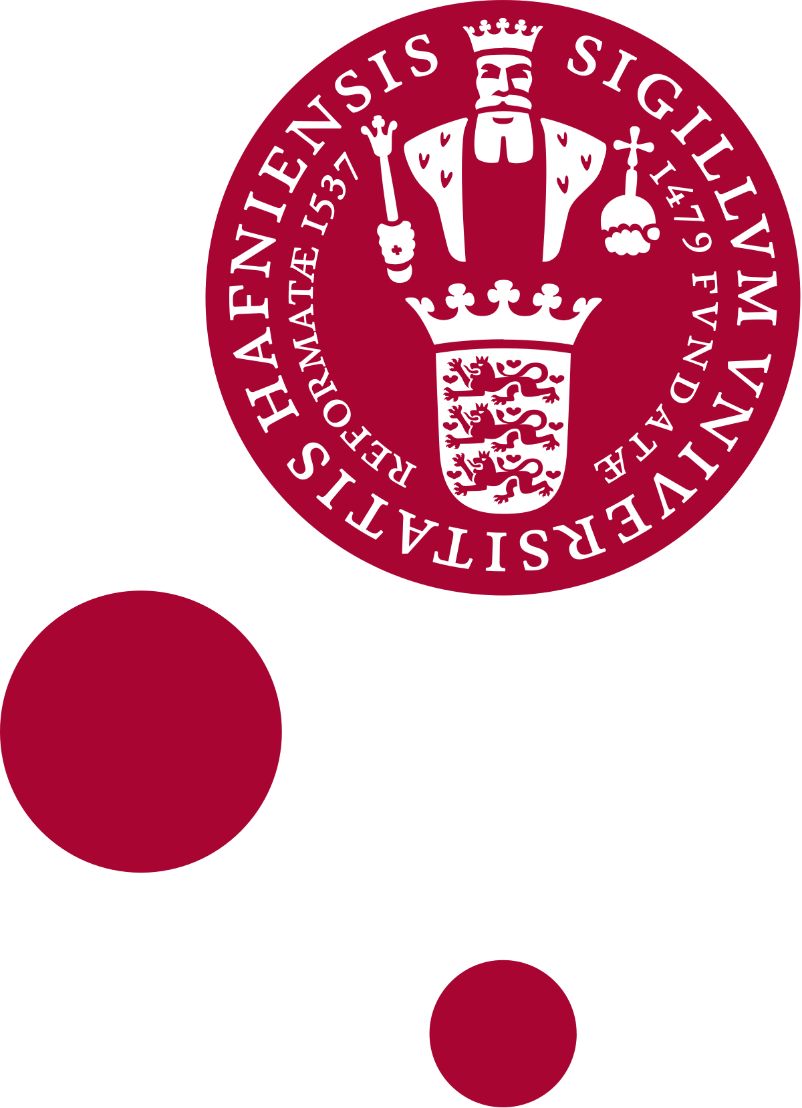 SIGILLVM VNIVERSITATIS HAFNIENSIS
1479 FVNDATÆ
REFORMATÆ 1537